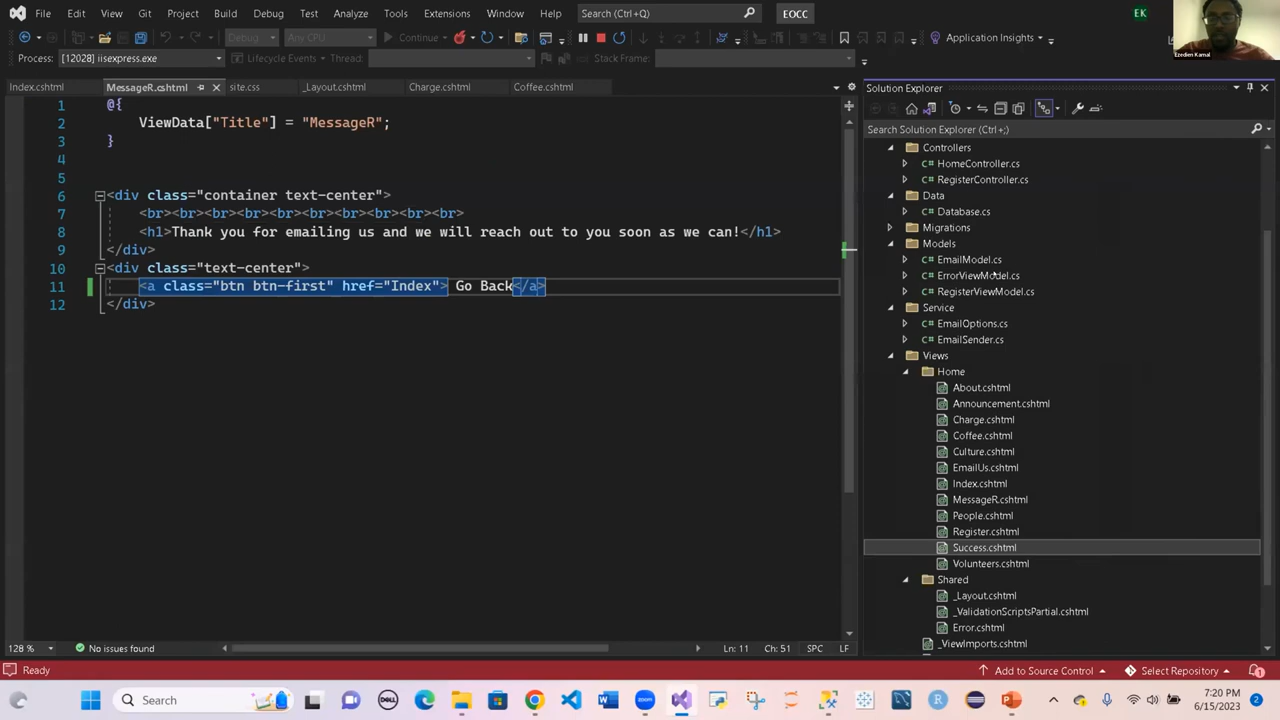 File Edit View Git Project Build Debug Test Analyze Tools Extensions Window Help Search (Ctrl+Q) EOCC EK
Debug Any CPU Continue Application Insights
Process: [12028] iisexpress.exe Lifecycle Events Thread: Stack Frame:
Ezedien Kamal
Index.cshtml MessageR.cshtml site.css _Layout.cshtml Charge.cshtml Coffee.cshtml
1 @{
2 ViewData["Title"] = "MessageR";
3 }
4
5
6 <div class="container text-center">
7 <br><br><br><br><br><br><br><br><br><br>
8 <h1>Thank you for emailing us and we will reach out to you soon as we can!</h1>
9 </div>
10 <div class="text-center">
11 <a class="btn btn-first" href="Index"> Go Back</a>
12 </div>
128 % No issues found Ln: 11 Ch: 51 SPC LF
Solution Explorer
Search Solution Explorer (Ctrl+;)
Controllers
C# HomeController.cs
C# RegisterController.cs
Data
C# Database.cs
Migrations
Models
C# EmailModel.cs
C# ErrorViewModel.cs
C# RegisterViewModel.cs
Service
C# EmailOptions.cs
C# EmailSender.cs
Views
Home
About.cshtml
Announcement.cshtml
Charge.cshtml
Coffee.cshtml
Culture.cshtml
EmailUs.cshtml
Index.cshtml
MessageR.cshtml
People.cshtml
Register.cshtml
Success.cshtml
Volunteers.cshtml
Shared
_Layout.cshtml
_ValidationScriptsPartial.cshtml
Error.cshtml
_ViewImports.cshtml
Ready Add to Source Control Select Repository
Search DELL 7:20 PM
6/15/2023